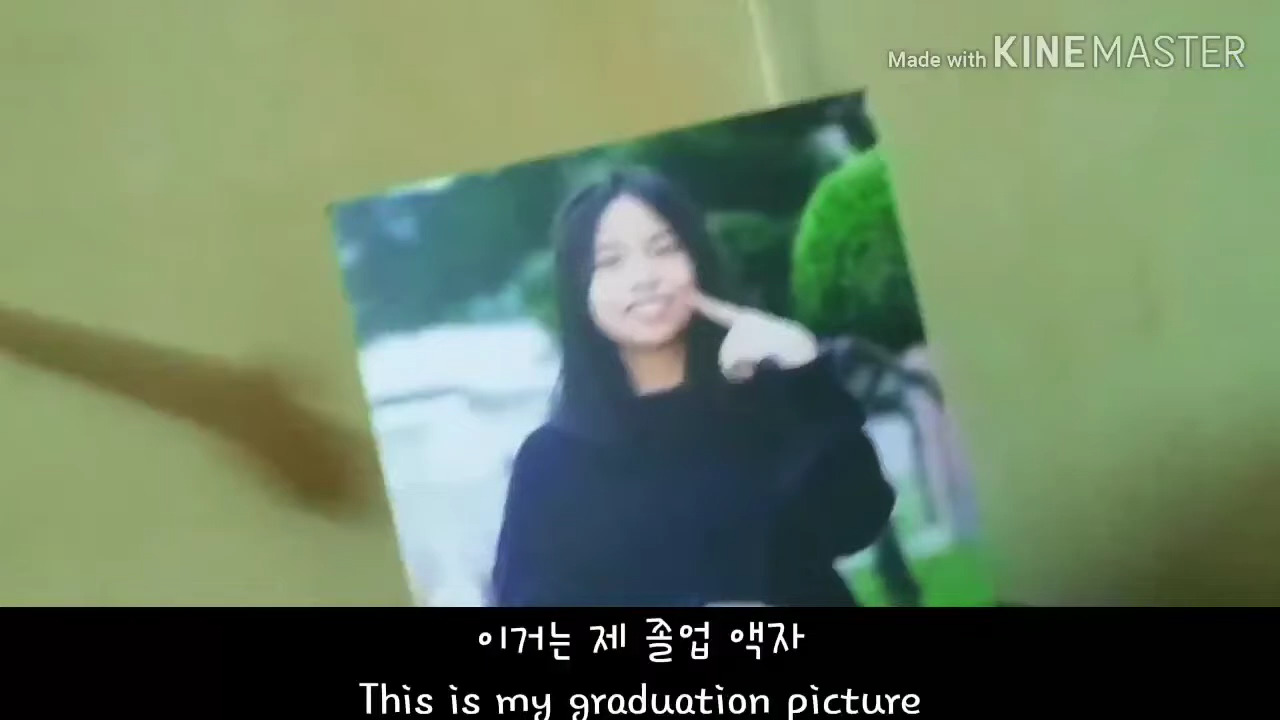 Made with KINEMASTER
이거는 제 졸업 액자
This is my graduation picture